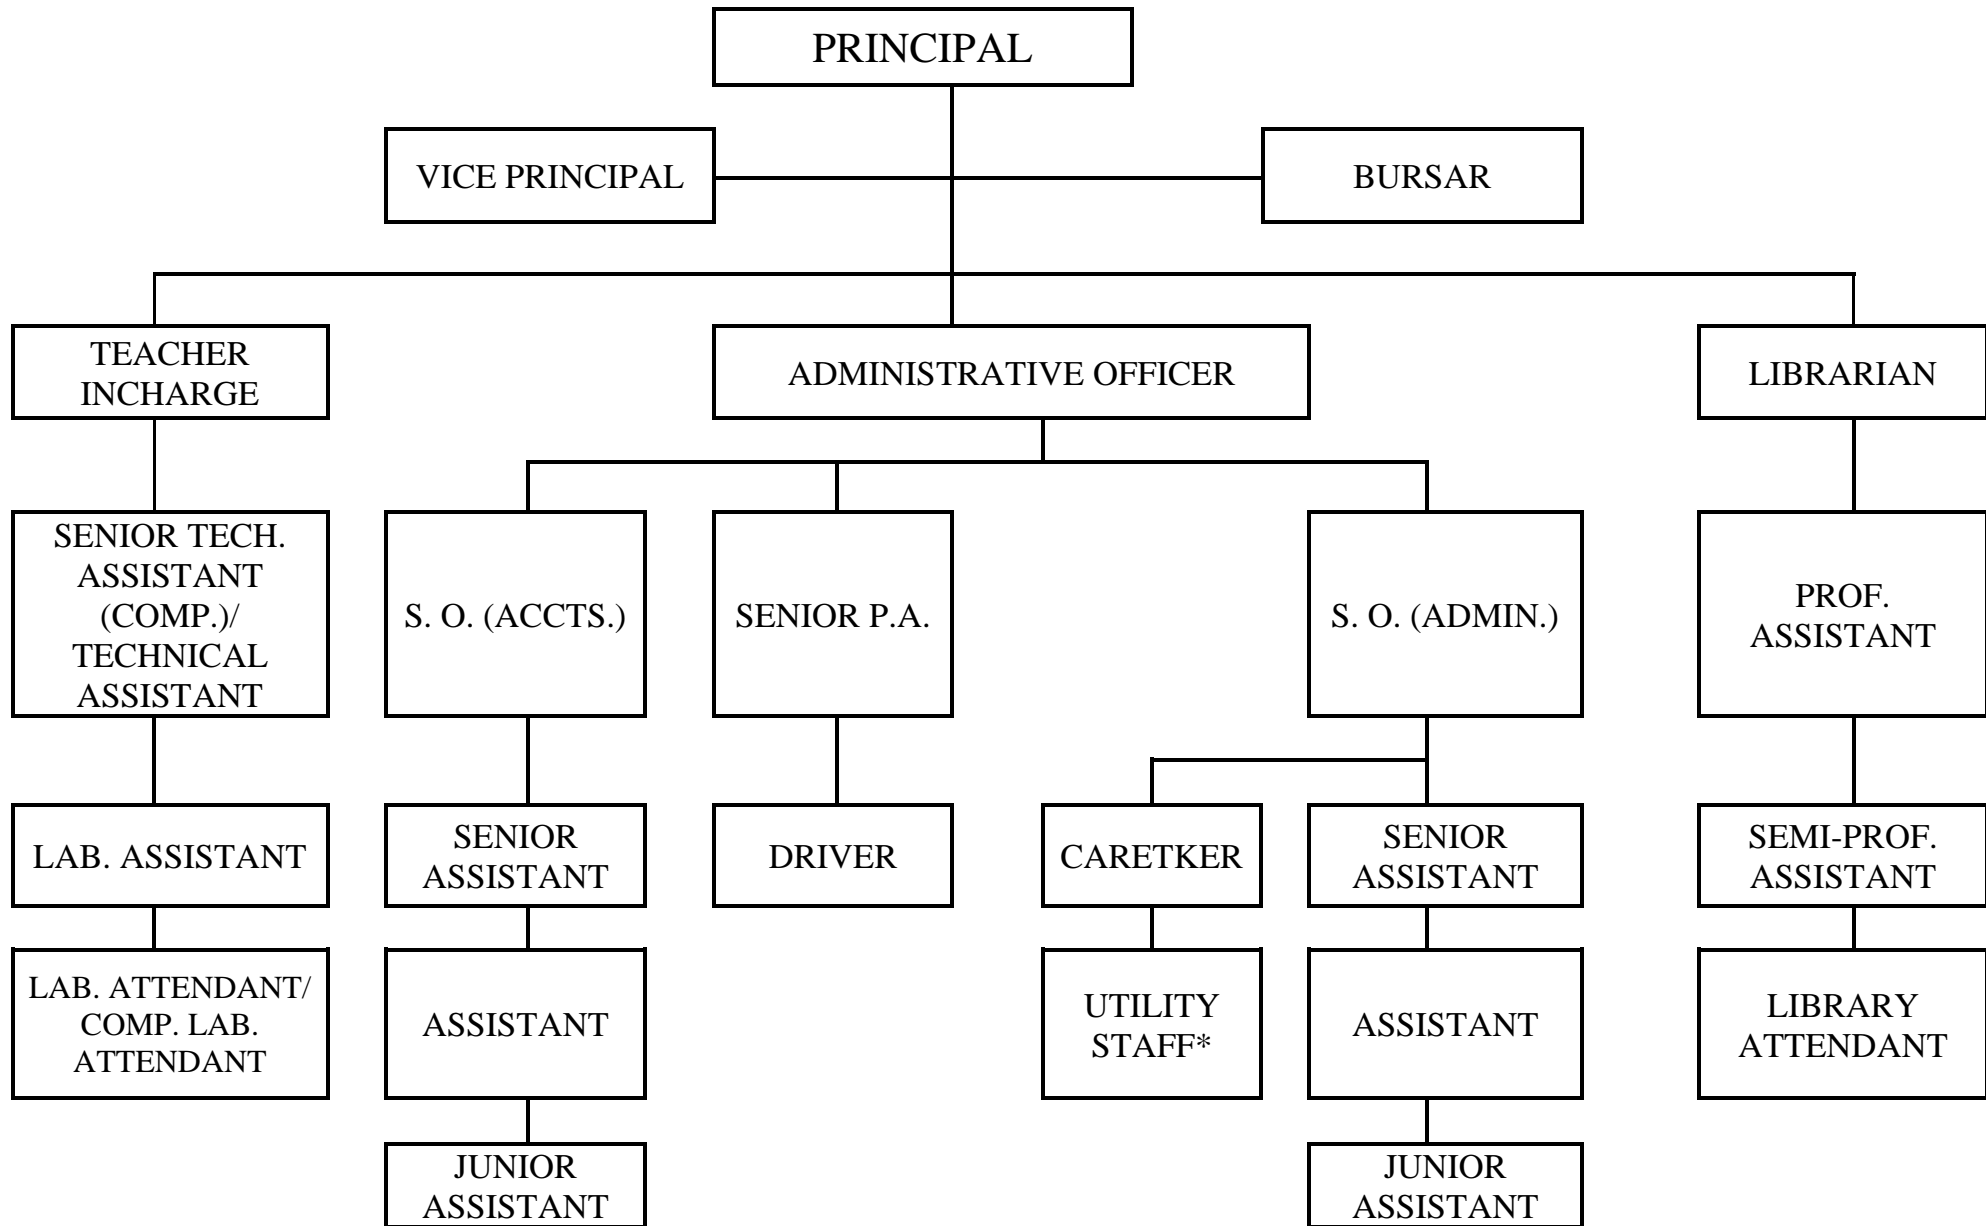 PRINCIPAL
VICE PRINCIPAL
BURSAR
TEACHER
INCHARGE
ADMINISTRATIVE OFFICER
LIBRARIAN
SENIOR TECH.
ASSISTANT
(COMP.)/
TECHNICAL
ASSISTANT
S. O. (ACCTS.)
SENIOR P.A.
S. O. (ADMIN.)
PROF.
ASSISTANT
LAB. ASSISTANT
SENIOR
ASSISTANT
DRIVER
CARETKER
SENIOR
ASSISTANT
SEMI-PROF.
ASSISTANT
LAB. ATTENDANT/
COMP. LAB.
ATTENDANT
ASSISTANT
UTILITY
STAFF*
ASSISTANT
LIBRARY
ATTENDANT
JUNIOR
ASSISTANT
JUNIOR
ASSISTANT